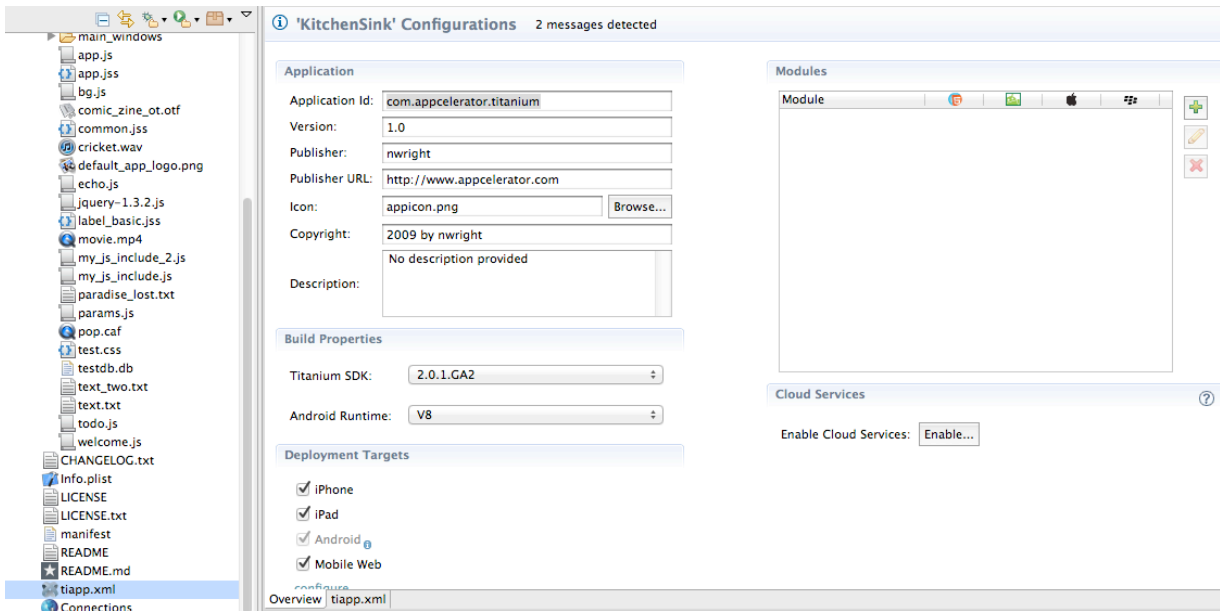 'KitchenSink' Configurations 2 messages detected
main_windows
app.js
app.jss
bg.js
comic_zine_ot.otf
common.jss
cricket.wav
default_app_logo.png
echo.js
jquery-1.3.2.js
label_basic.jss
movie.mp4
my_js_include_2.js
my_js_include.js
paradise_lost.txt
params.js
pop.caf
test.css
testdb.db
text_two.txt
text.txt
todo.js
welcome.js
CHANGELOG.txt
Info.plist
LICENSE
LICENSE.txt
manifest
README
README.md
tiapp.xml
Connections
Application
Application Id: com.appcelerator.titanium
Version: 1.0
Publisher: nwright
Publisher URL: http://www.appcelerator.com
Icon: appicon.png Browse...
Copyright: 2009 by nwright
Description: No description provided
Build Properties
Titanium SDK: 2.0.1.GA2
Android Runtime: V8
Deployment Targets
iPhone
iPad
Android
Mobile Web
configure
Overview tiapp.xml
Modules
Module
Cloud Services
Enable Cloud Services: Enable...